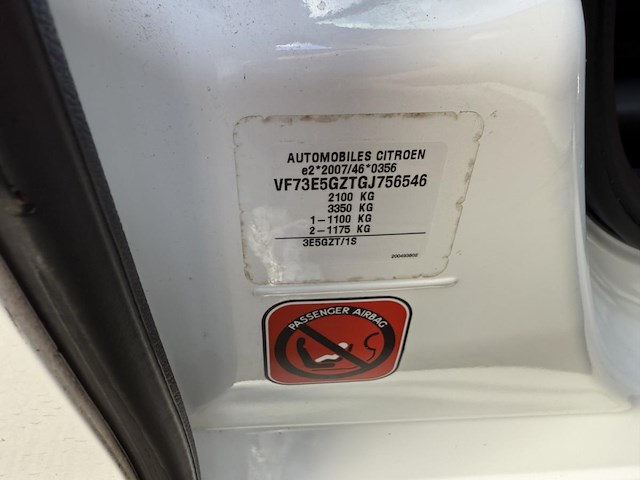 AUTOMOBILES CITROEN
e2*2007/46*0356
VF73E5GZTGJ756546
2100 KG
3350 KG
1-1100 KG
2-1175 KG
3E5GZT/1S
PASSENGER AIRBAG